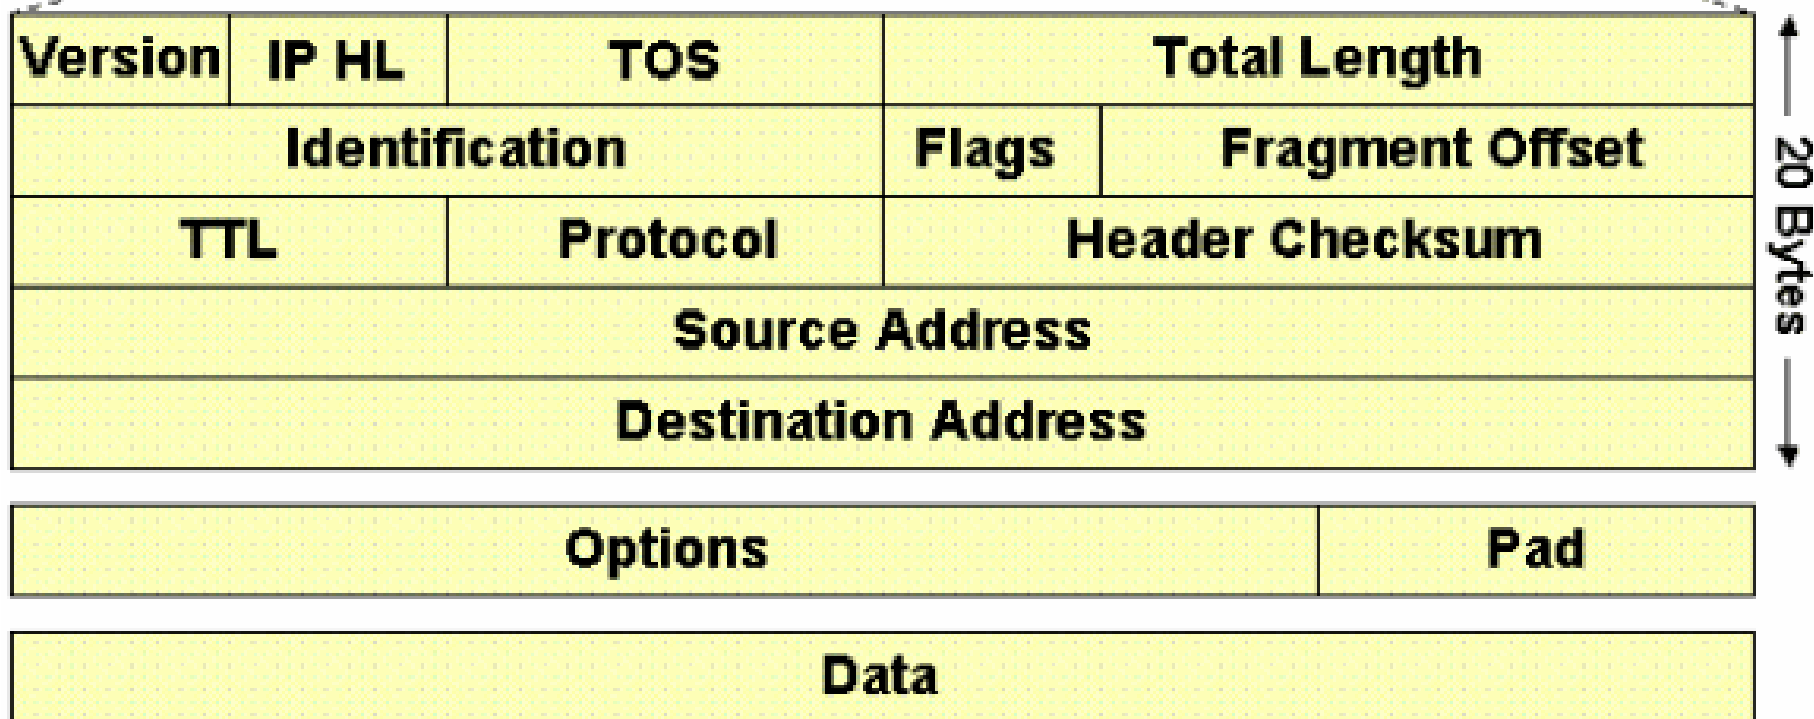 Version IP HL TOS Total Length
Identification Flags Fragment Offset
TTL Protocol Header Checksum
Source Address
Destination Address
20 Bytes
Options Pad
Data